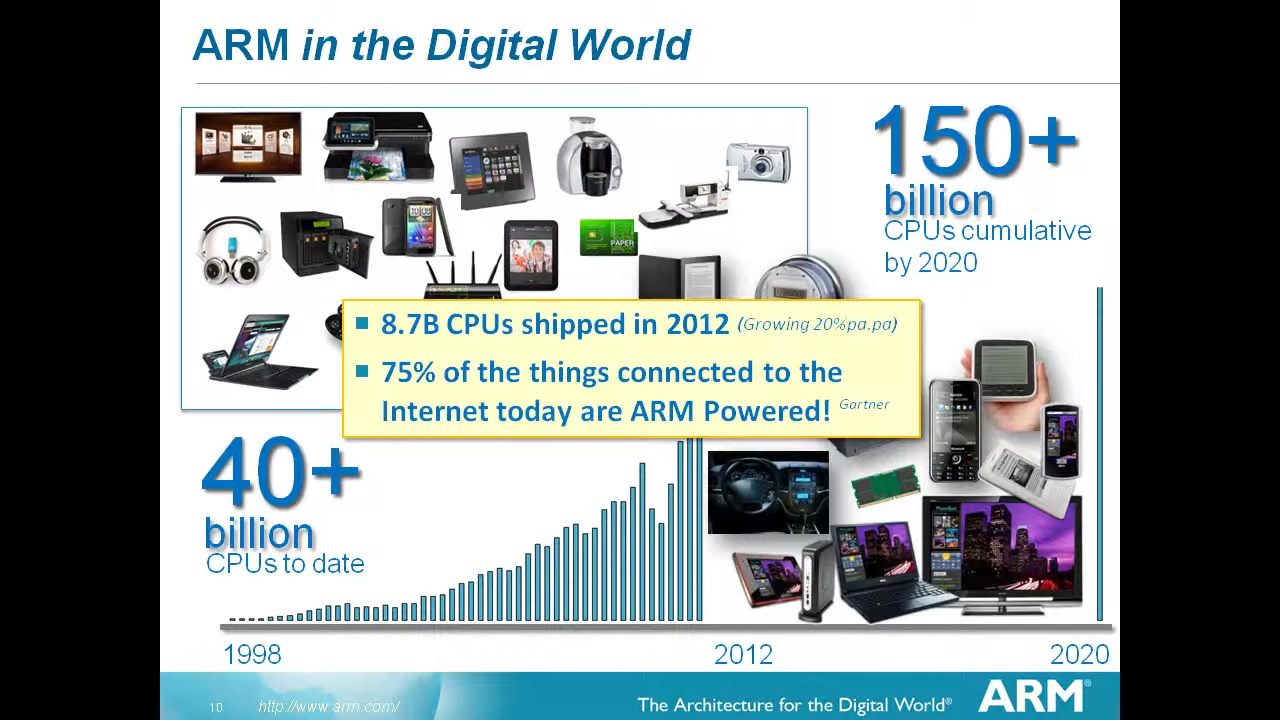 ARM in the Digital World
150+
billion
CPUs cumulative
by 2020
PAPER
▪ 8.7B CPUs shipped in 2012 (Growing 20%pa.pa)
▪ 75% of the things connected to the
Internet today are ARM Powered! Gartner
40+
billion
CPUs to date
1998
2012
2020
10
http://www.arm.com/
The Architecture for the Digital World®
ARM®